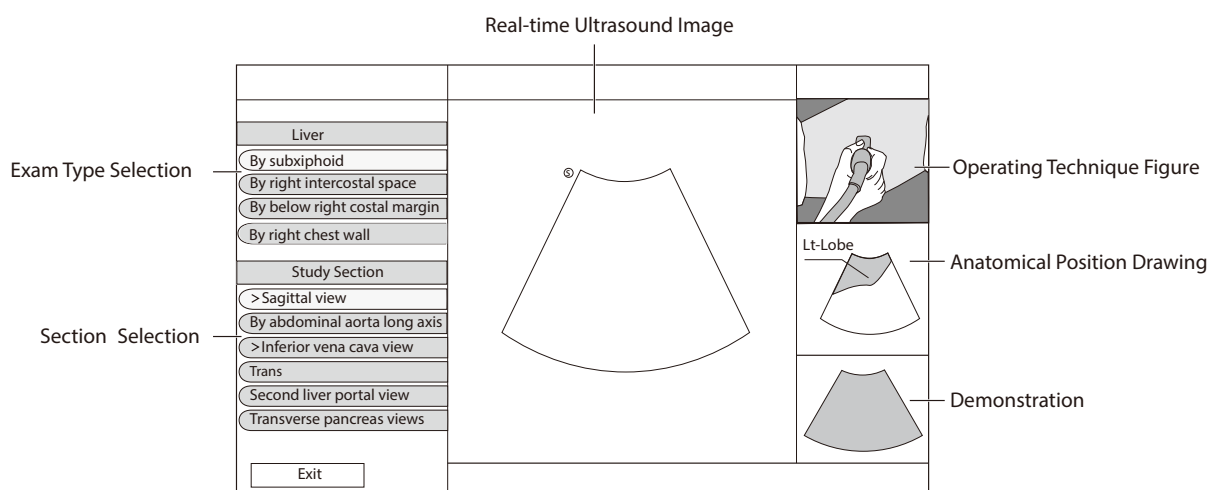 Real-time Ultrasound Image
Liver
By subxiphoid
By right intercostal space
By below right costal margin
By right chest wall
Exam Type Selection
Study Section
>Sagittal view
By abdominal aorta long axis
>Inferior vena cava view
Trans
Second liver portal view
Transverse pancreas views
Section Selection
Exit
S
Operating Technique Figure
Lt-Lobe
Anatomical Position Drawing
Demonstration